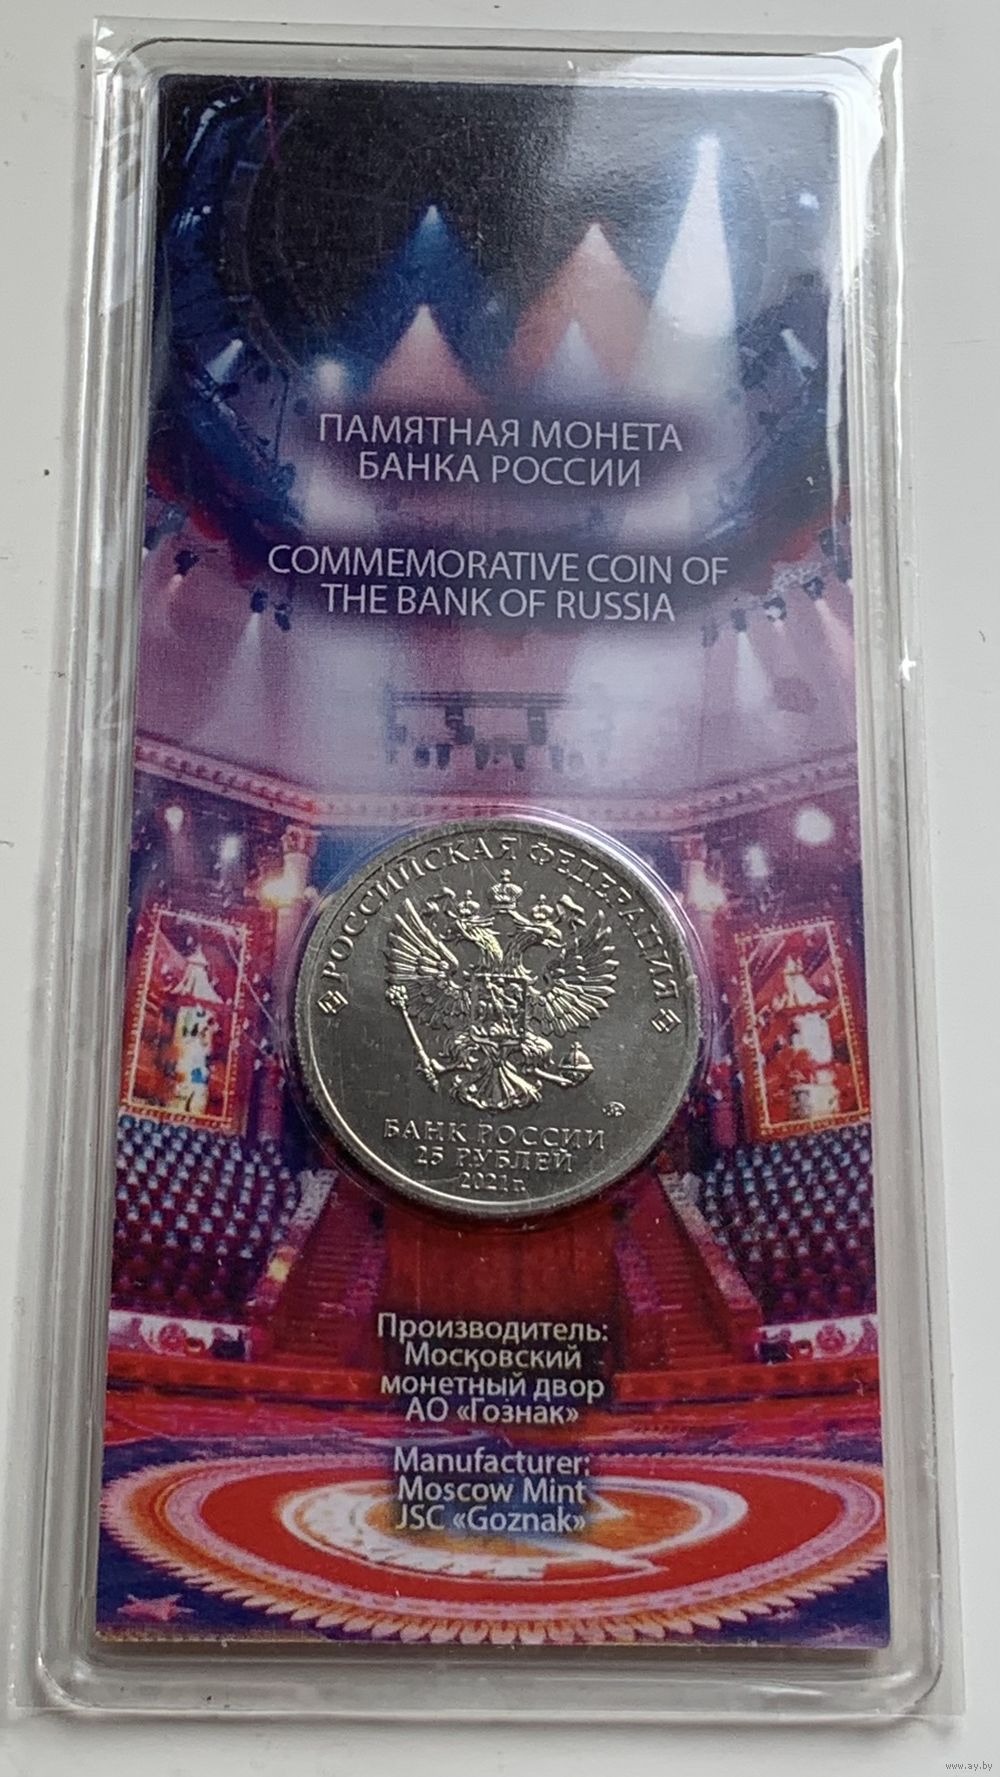 ПАМЯТНАЯ МОНЕТА
БАНКА РОССИИ
COMMEMORATIVE COIN OF
THE BANK OF RUSSIA
РОССИЙСКАЯ ФЕДЕРАЦИЯ
БАНК РОССИИ
25 РУБЛЕЙ
2021 г.
Производитель:
Московский
монетный двор
АО «Гознак»
Manufacturer:
Moscow Mint
JSC «Goznak»
www.ay.by